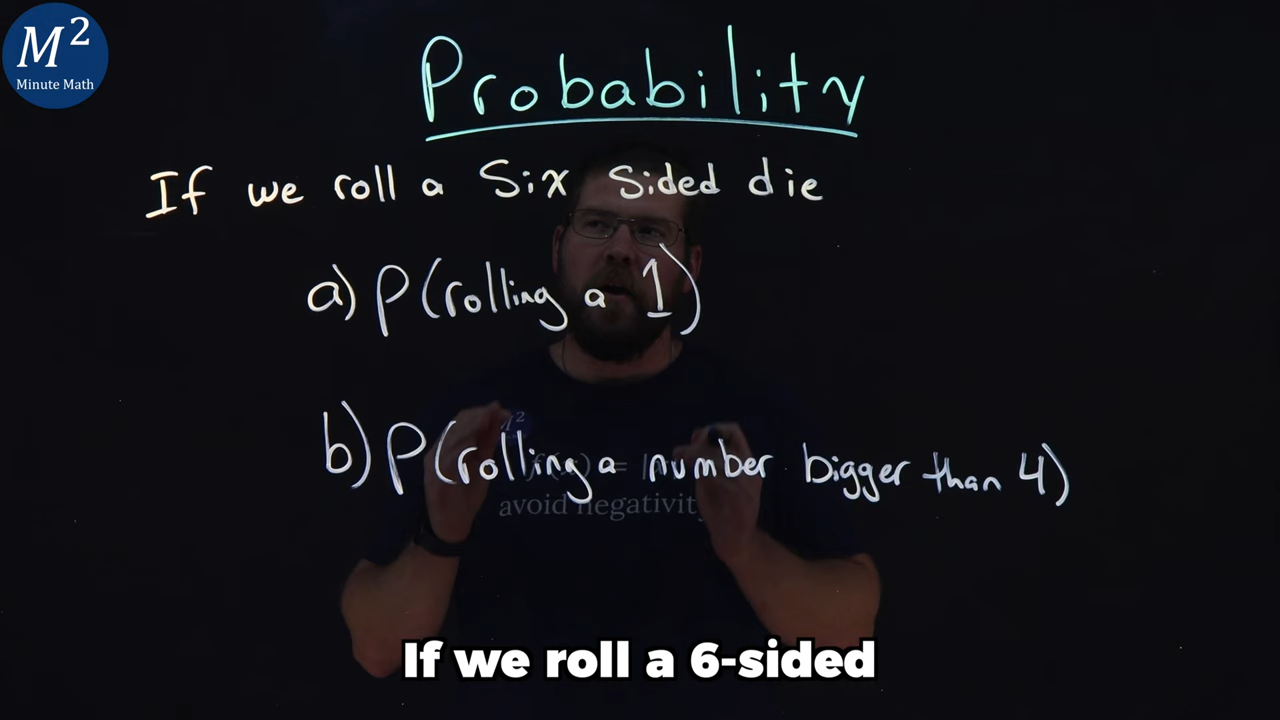 M²
Minute Math
Probability
If we roll a Six Sided die
a) P(rolling a 1)
b) P(rolling a number bigger than 4)
avoid negativity
If we roll a 6-sided